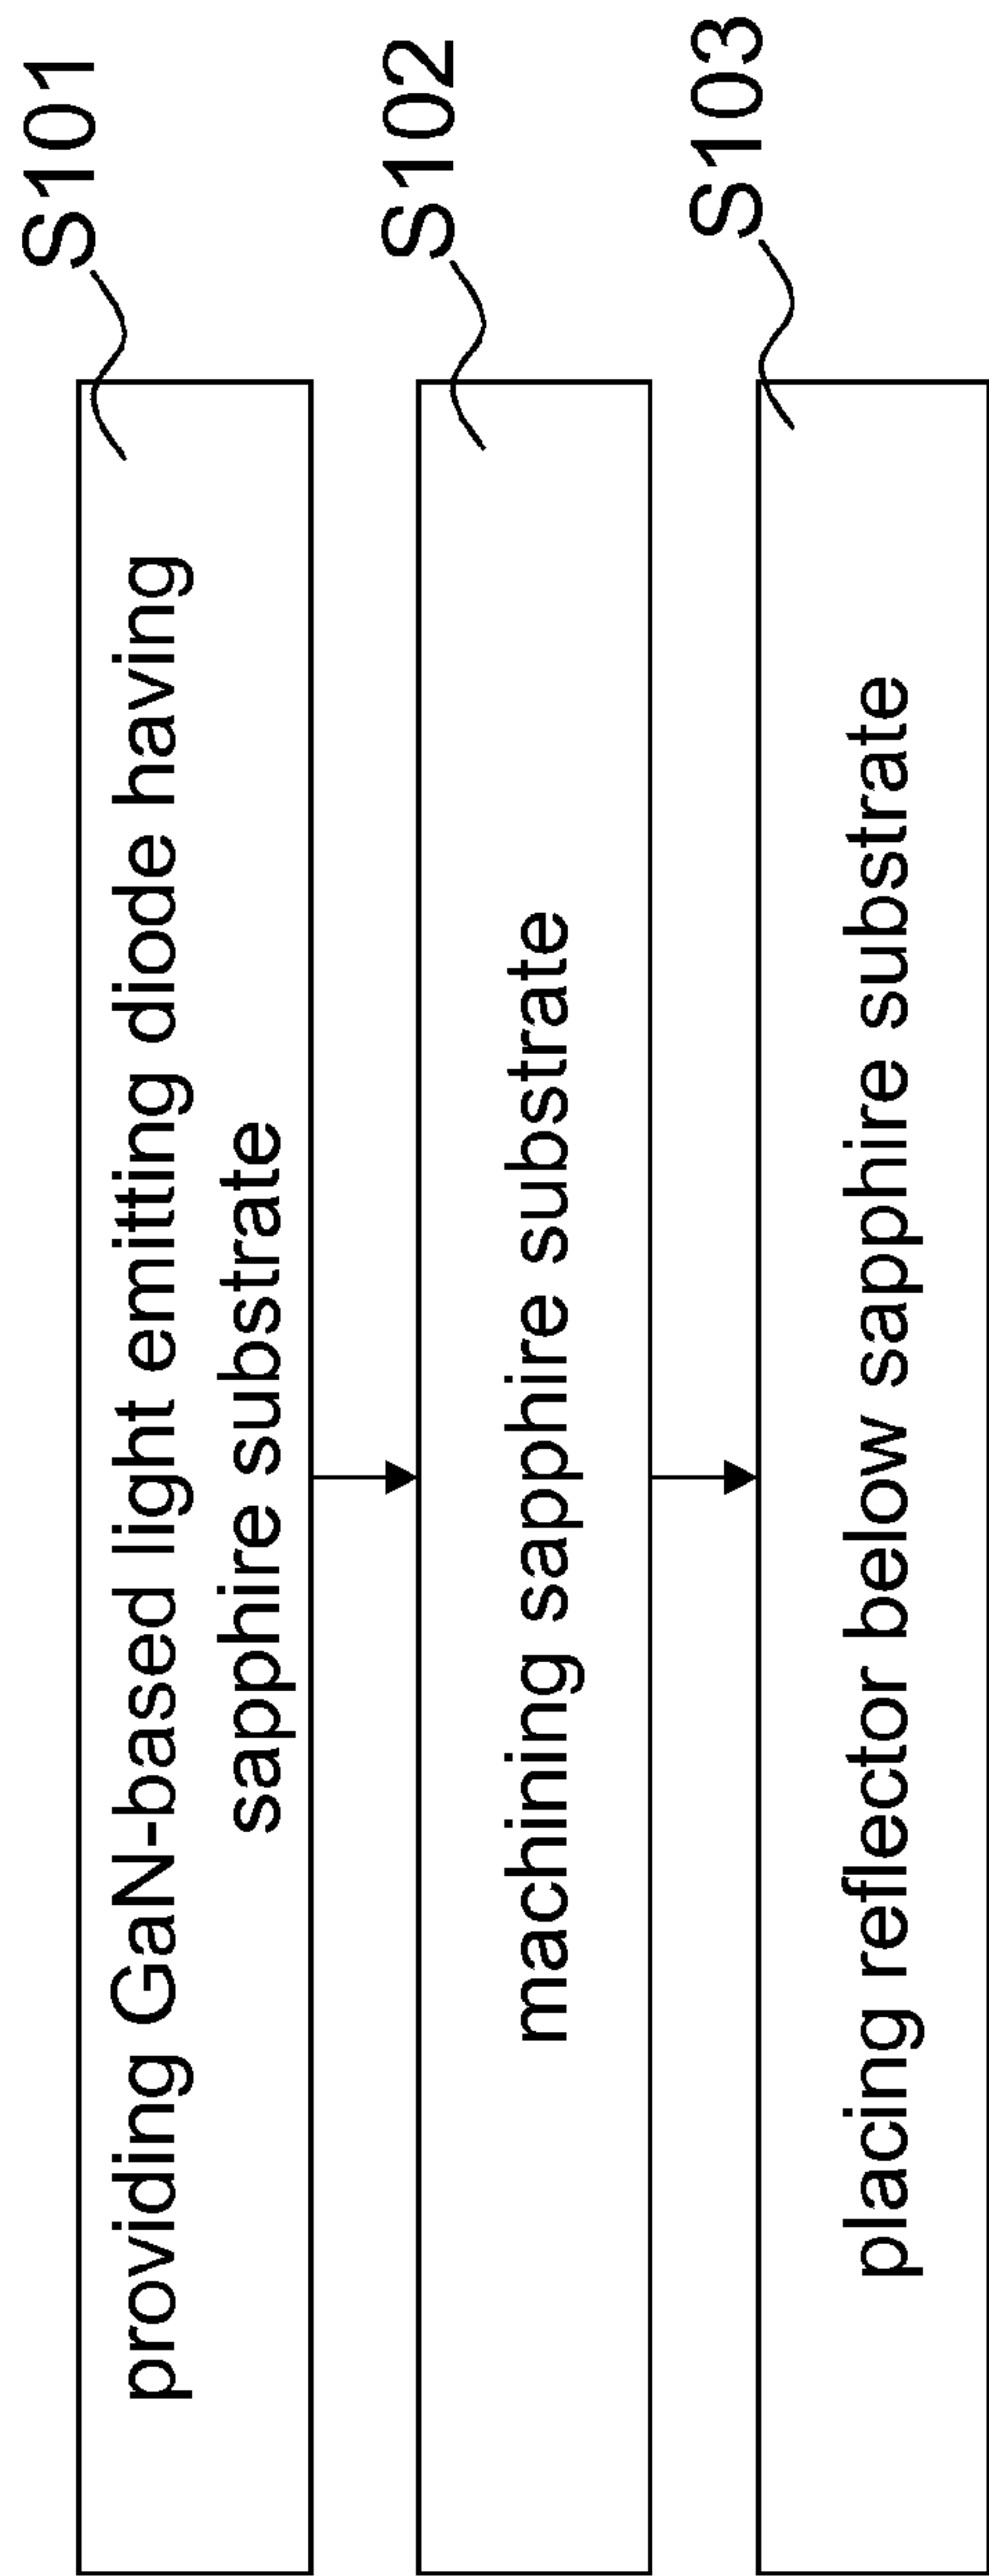 S101
providing GaN-based light emitting diode having
sapphire substrate
S102
machining sapphire substrate
S103
placing reflector below sapphire substrate